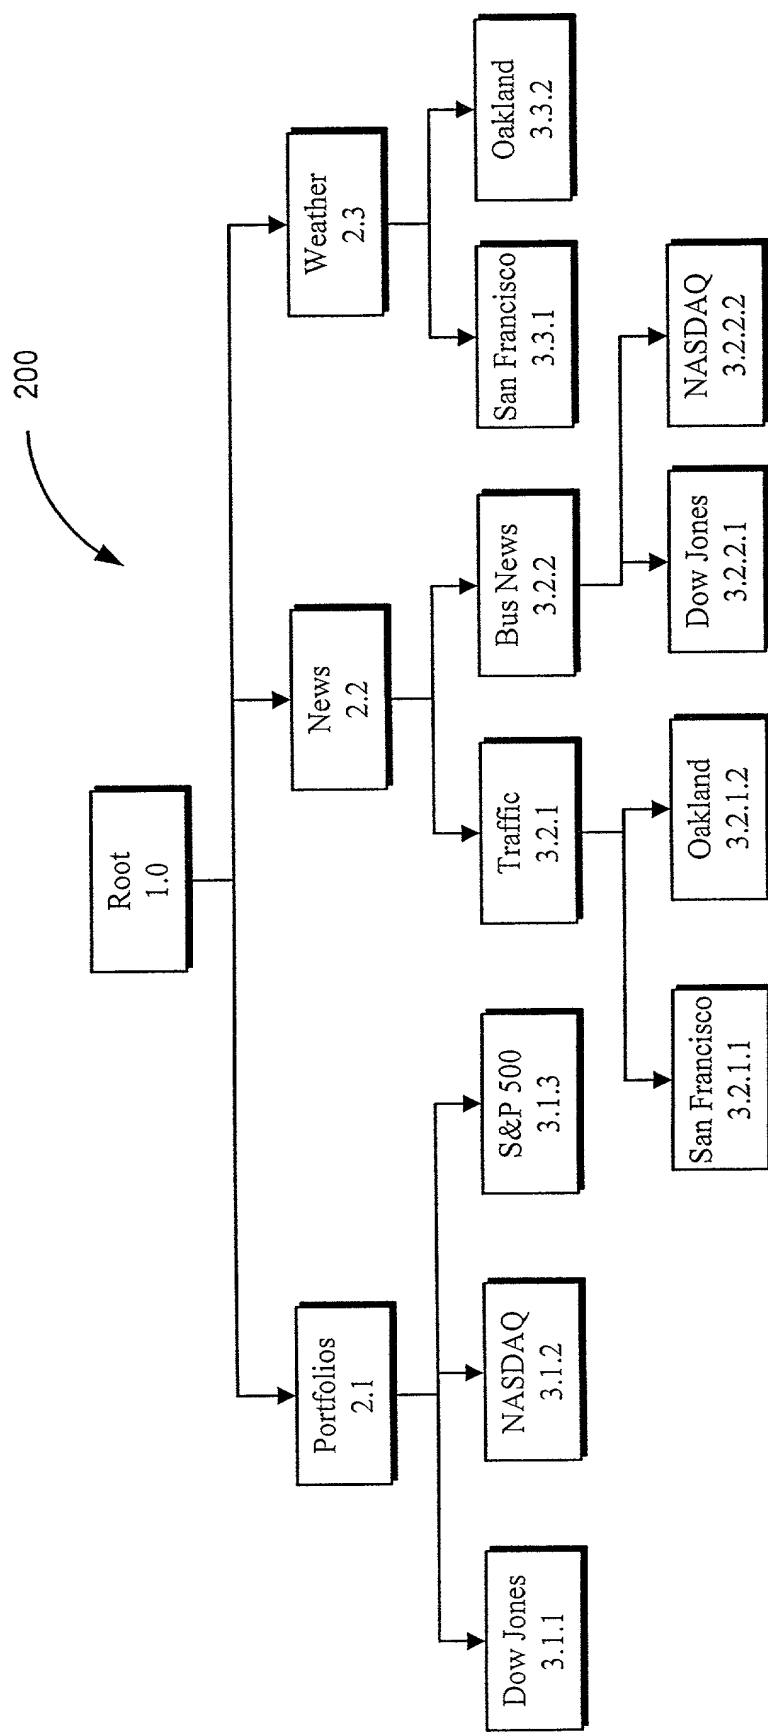 200
Root
1.0
Portfolios
2.1
News
2.2
Weather
2.3
Dow Jones
3.1.1
NASDAQ
3.1.2
S&P 500
3.1.3
Traffic
3.2.1
Bus News
3.2.2
San Francisco
3.3.1
Oakland
3.3.2
San Francisco
3.2.1.1
Oakland
3.2.1.2
Dow Jones
3.2.2.1
NASDAQ
3.2.2.2